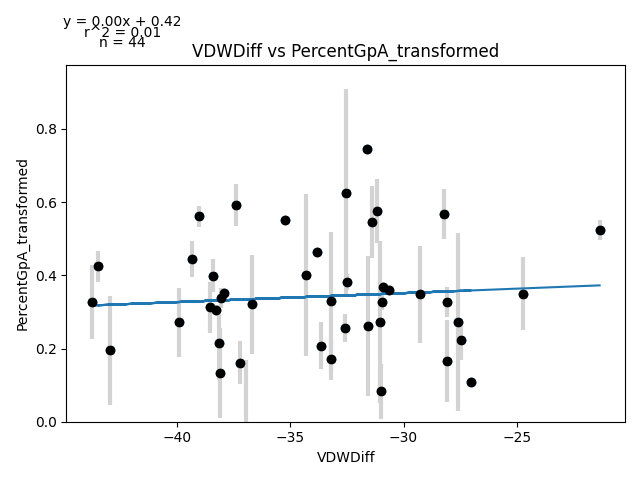 y = 0.00x + 0.42
r^2 = 0.01
n = 44
VDWDiff vs PercentGpA_transformed
PercentGpA_transformed
0.8
0.6
0.4
0.2
0.0
−40
−35
−30
−25
VDWDiff